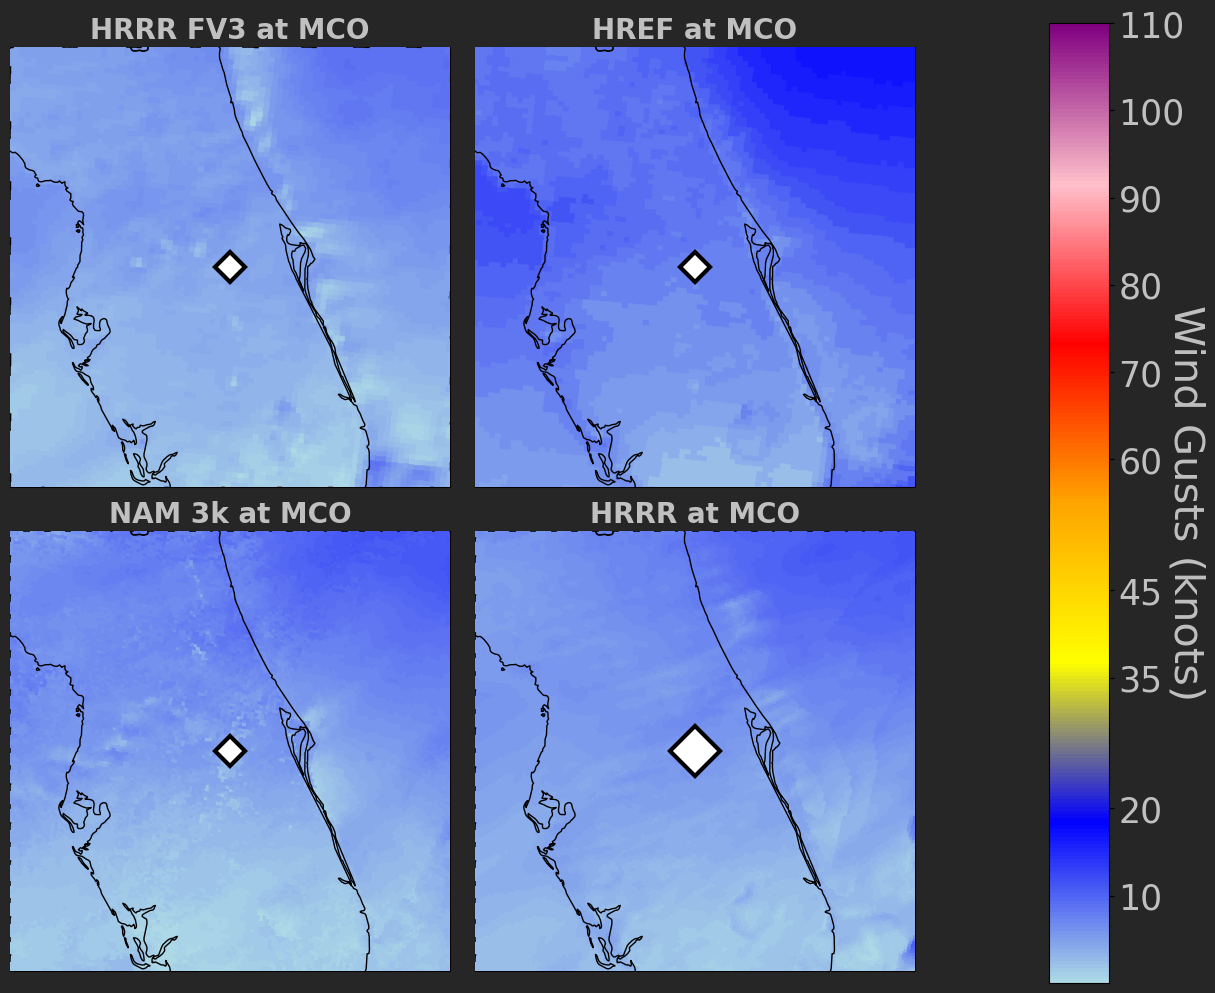 HRRR FV3 at MCO
HREF at MCO
NAM 3k at MCO
HRRR at MCO
110
100
90
80
70
60
45
35
20
10
Wind Gusts (knots)